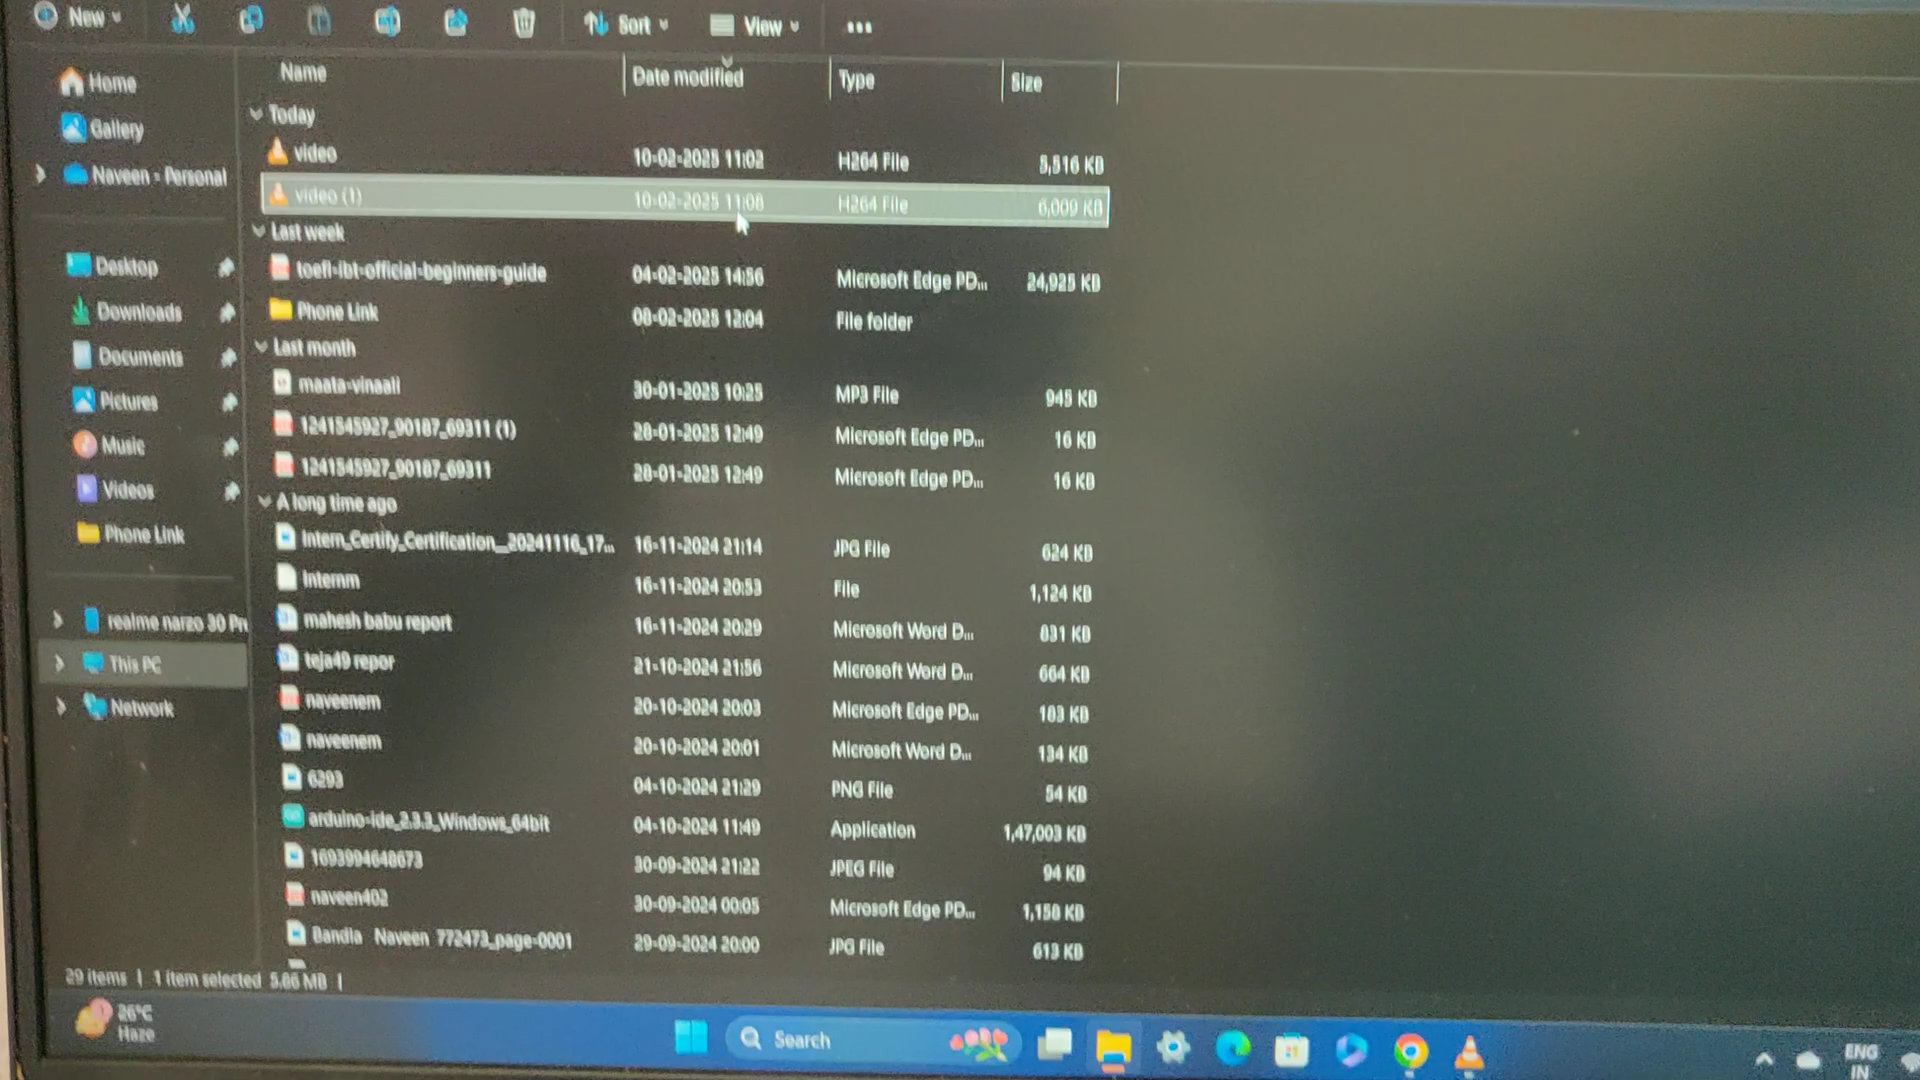 New
Sort
View
Home
Gallery
Naveen - Personal
Desktop
Downloads
Documents
Pictures
Music
Videos
Phone Link
realme narzo 30 Pr
This PC
Network
Name Date modified Type Size
Today
video 10-02-2025 11:02 H264 File 5,516 KB
video (1) 10-02-2025 11:08 H264 File 6,009 KB
Last week
toefl-ibt-official-beginners-guide 04-02-2025 14:56 Microsoft Edge PD... 24,925 KB
Phone Link 08-02-2025 12:04 File folder
Last month
maata-vinaali 30-01-2025 10:25 MP3 File 945 KB
1241545927_90187_69311 (1) 28-01-2025 12:49 Microsoft Edge PD... 16 KB
1241545927_90187_69311 28-01-2025 12:49 Microsoft Edge PD... 16 KB
A long time ago
Intern_Certify_Certification__20241116_17... 16-11-2024 21:14 JPG File 624 KB
Internm 16-11-2024 20:53 File 1,124 KB
mahesh babu report 16-11-2024 20:29 Microsoft Word D... 831 KB
teja49 repor 21-10-2024 21:56 Microsoft Word D... 664 KB
naveenem 20-10-2024 20:03 Microsoft Edge PD... 183 KB
naveenem 20-10-2024 20:01 Microsoft Word D... 134 KB
6293 04-10-2024 21:29 PNG File 54 KB
arduino-ide_2.3.3_Windows_64bit 04-10-2024 11:49 Application 1,47,003 KB
1693994648673 30-09-2024 21:22 JPEG File 94 KB
naveen402 30-09-2024 00:05 Microsoft Edge PD... 1,158 KB
Bandla Naveen 772473_page-0001 29-09-2024 20:00 JPG File 613 KB
29 items | 1 item selected 5.86 MB |
26°C
Haze
Search
ENG
IN